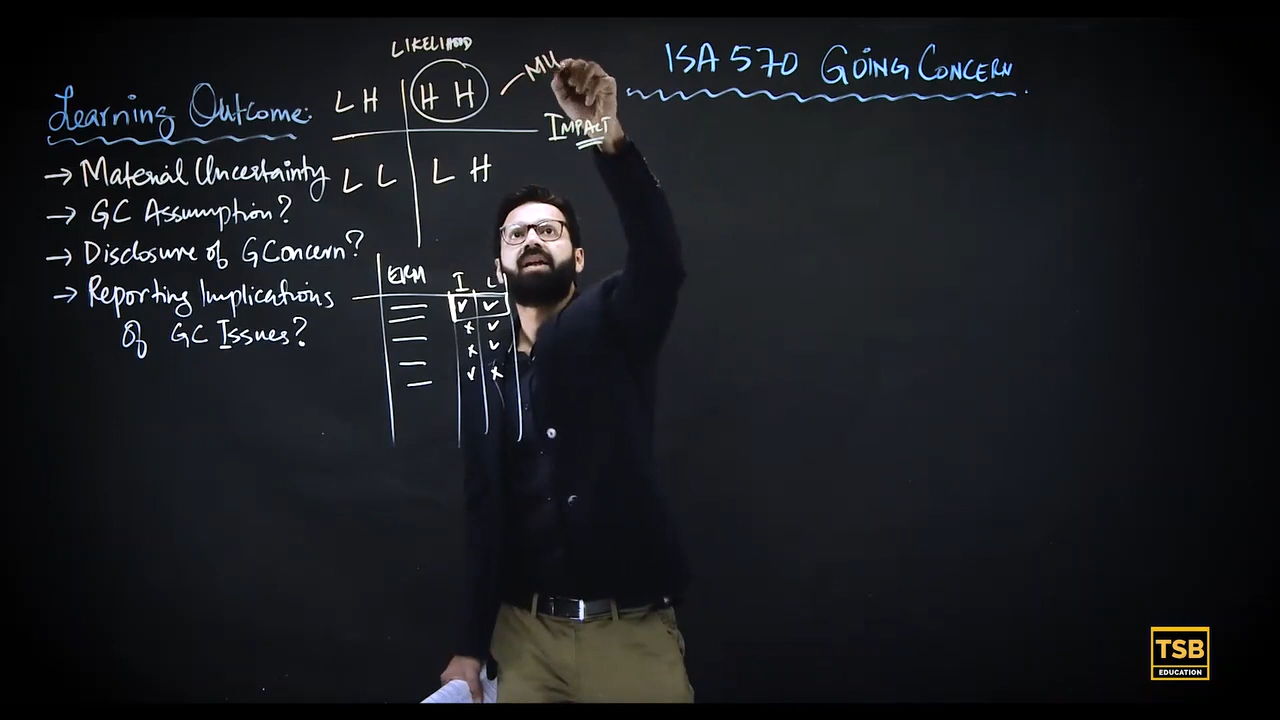 LIKELIHOOD
ISA 570 GOING CONCERN
Learning Outcome:
L H
H H
MU
IMPACT
→ Material Uncertainty
L L
L H
→ GC Assumption?
→ Disclosure of GConcern?
→ Reporting Implications
of GC Issues?
I L
✓ ✓
x ✓
x ✓
✓ x
TSB
EDUCATION